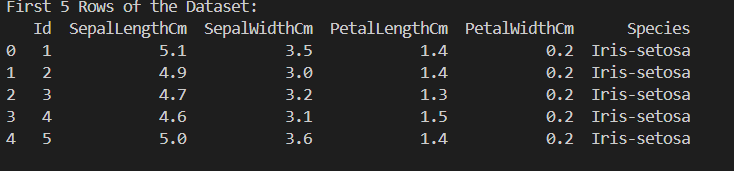 First 5 Rows of the Dataset:
   Id  SepalLengthCm  SepalWidthCm  PetalLengthCm  PetalWidthCm      Species
0   1            5.1           3.5            1.4           0.2  Iris-setosa
1   2            4.9           3.0            1.4           0.2  Iris-setosa
2   3            4.7           3.2            1.3           0.2  Iris-setosa
3   4            4.6           3.1            1.5           0.2  Iris-setosa
4   5            5.0           3.6            1.4           0.2  Iris-setosa